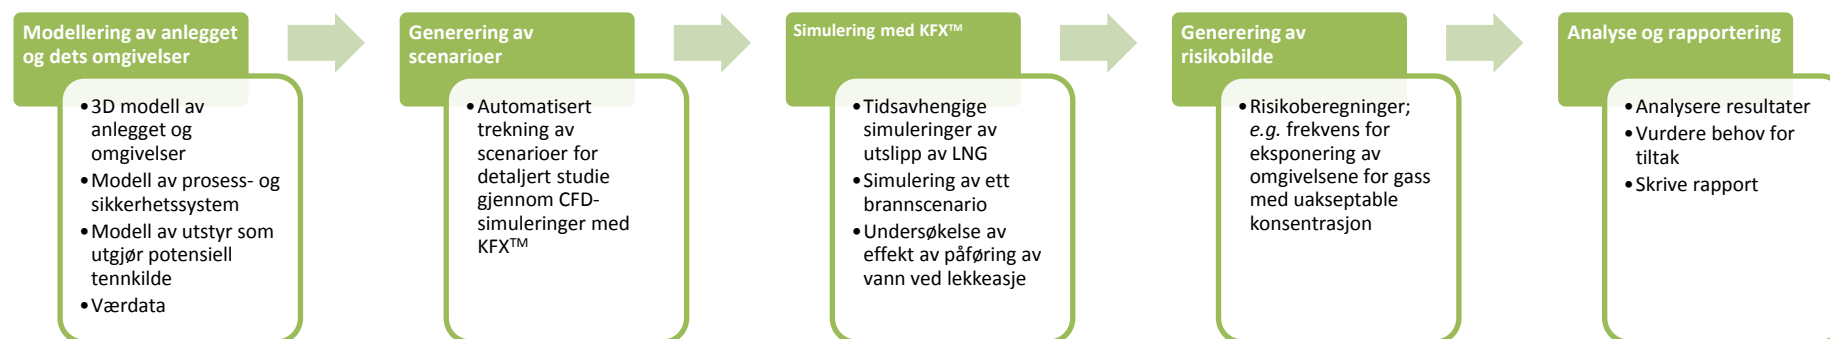 Modellering av anlegget
og dets omgivelser
•3D modell av
anlegget og
omgivelser
•Modell av prosess- og
sikkerhetssystem
•Modell av utstyr som
utgjør potensiell
tennkilde
•Værdata
Generering av
scenarioer
•Automatisert
trekning av
scenarioer for
detaljert studie
gjennom CFD-
simuleringer med
KFX™
Simulering med KFX™
•Tidsavhengige
simuleringer av
utslipp av LNG
•Simulering av ett
brannscenario
•Undersøkelse av
effekt av påføring av
vann ved lekkeasje
Generering av
risikobilde
•Risikoberegninger;
e.g. frekvens for
eksponering av
omgivelsene for gass
med uakseptable
konsentrasjon
Analyse og rapportering
•Analysere resultater
•Vurdere behov for
tiltak
•Skrive rapport